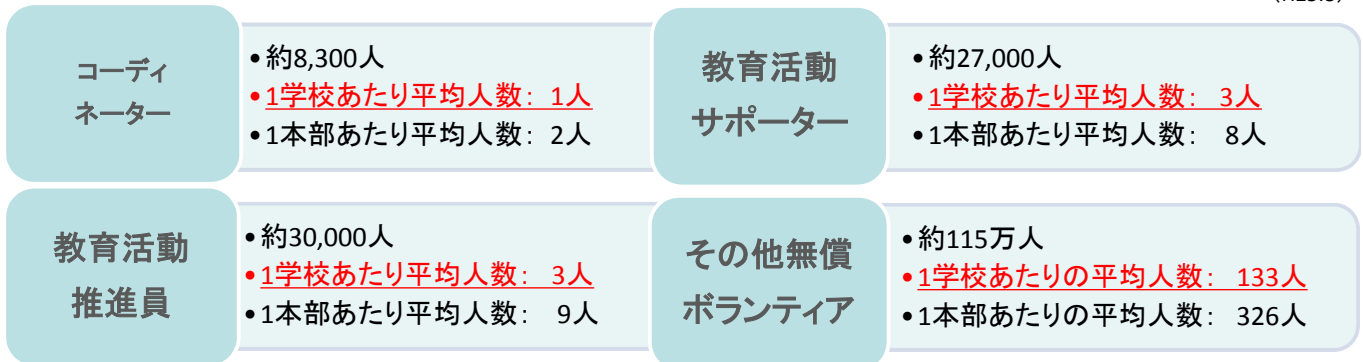 コーディ
ネーター
•約8,300人
•1学校あたり平均人数： 1人
•1本部あたり平均人数： 2人
教育活動
サポーター
•約27,000人
•1学校あたり平均人数： 3人
•1本部あたり平均人数： 8人
教育活動
推進員
•約30,000人
•1学校あたり平均人数： 3人
•1本部あたり平均人数： 9人
その他無償
ボランティア
•約115万人
•1学校あたりの平均人数： 133人
•1本部あたりの平均人数： 326人